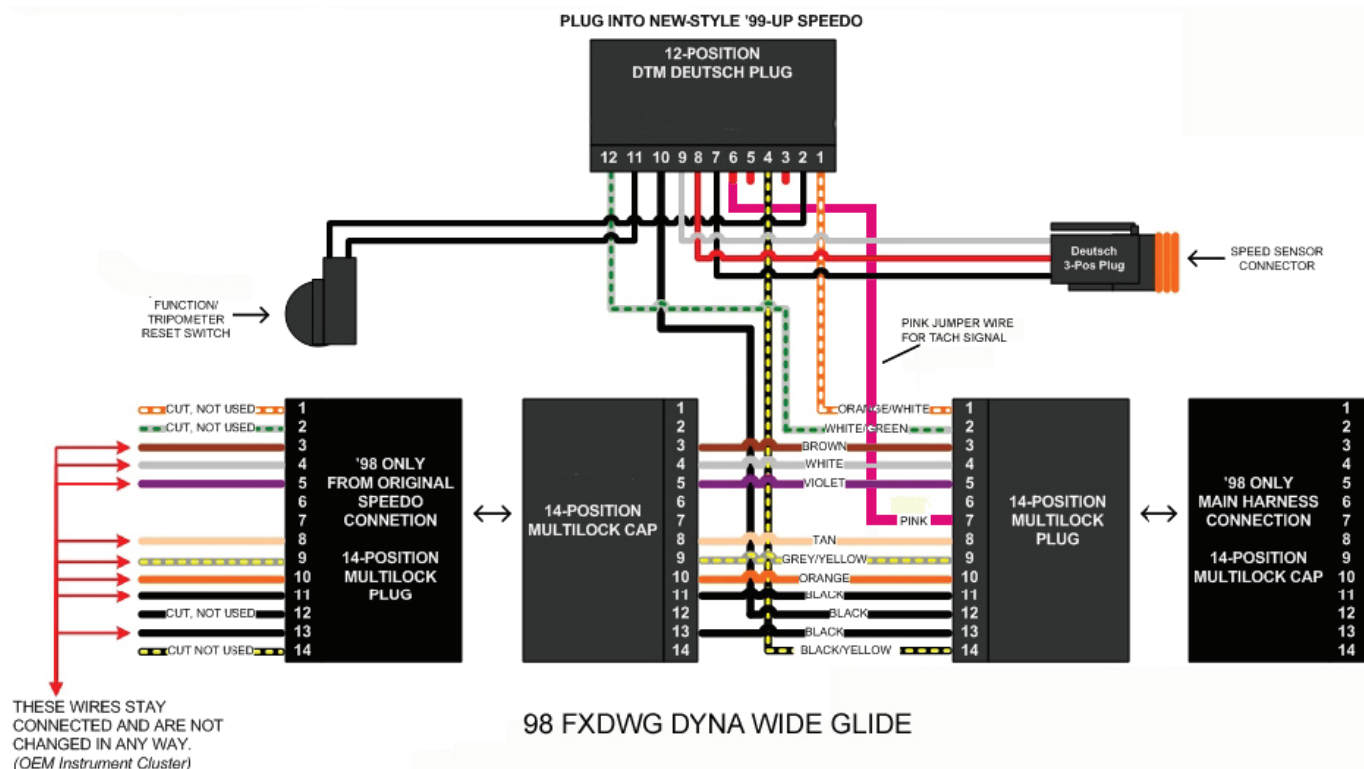 PLUG INTO NEW-STYLE '99-UP SPEEDO
12-POSITION
DTM DEUTSCH PLUG
12 11 10 9 8 7 6 5 4 3 2 1
Deutsch
3-Pos Plug
SPEED SENSOR
CONNECTOR
FUNCTION/
TRIPOMETER
RESET SWITCH
PINK JUMPER WIRE
FOR TACH SIGNAL
CUT, NOT USED
CUT, NOT USED
CUT, NOT USED
CUT NOT USED
1
2
3
4
5
6
7
8
9
10
11
12
13
14
'98 ONLY
FROM ORIGINAL
SPEEDO
CONNETION
14-POSITION
MULTILOCK
PLUG
14-POSITION
MULTILOCK CAP
1
2
3
4
5
6
7
8
9
10
11
12
13
14
ORANGE/WHITE
WHITE/GREEN
BROWN
WHITE
VIOLET
PINK
TAN
GREY/YELLOW
ORANGE
BLACK
BLACK
BLACK
BLACK/YELLOW
1
2
3
4
5
6
7
8
9
10
11
12
13
14
14-POSITION
MULTILOCK
PLUG
'98 ONLY
MAIN HARNESS
CONNECTION
14-POSITION
MULTILOCK CAP
1
2
3
4
5
6
7
8
9
10
11
12
13
14
THESE WIRES STAY
CONNECTED AND ARE NOT
CHANGED IN ANY WAY.
(OEM Instrument Cluster)
98 FXDWG DYNA WIDE GLIDE